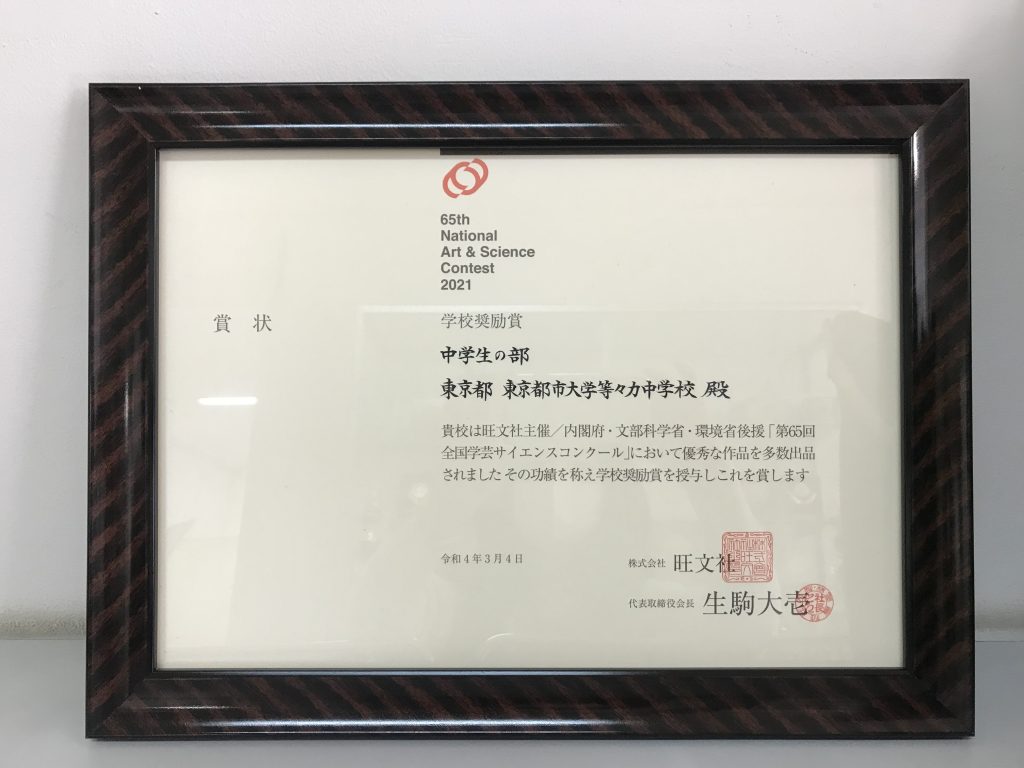 65th
National
Art & Science
Contest
2021
賞 状
学校奨励賞
中学生の部
東京都 東京都市大学等々力中学校 殿
貴校は旺文社主催／内閣府・文部科学省・環境省後援「第65回
全国学芸サイエンスコンクール」において優秀な作品を多数出品
されました その功績を称え学校奨励賞を授与しこれを賞します
令和4年3月4日
株式会社 旺文社
代表取締役会長 生駒大壱